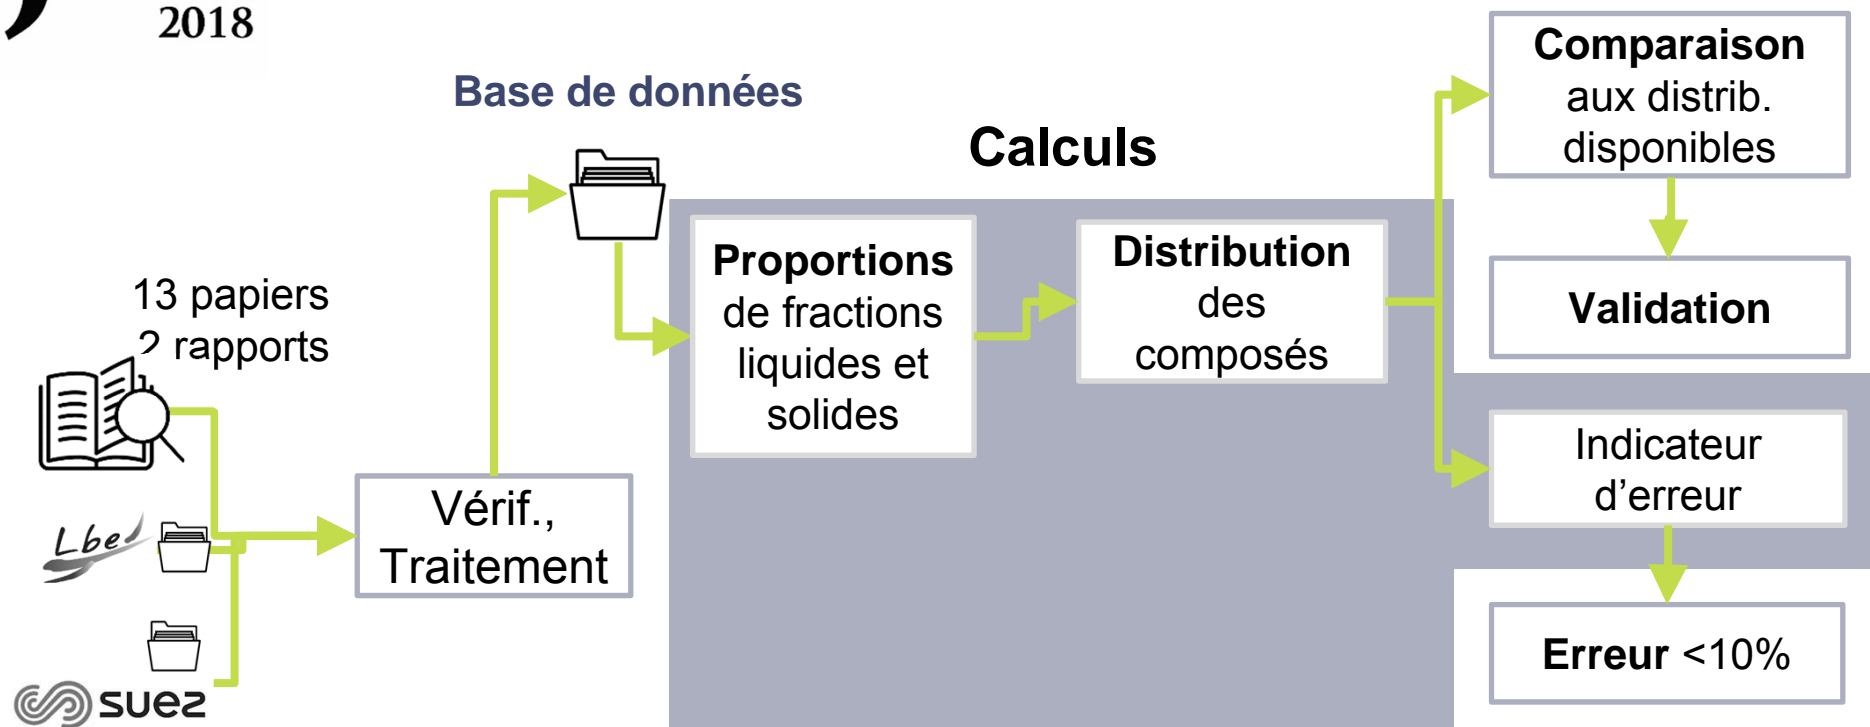 2018
Base de données
Calculs
Comparaison
aux distrib.
disponibles
Validation
Proportions
de fractions
liquides et
solides
Distribution
des
composés
13 papiers
2 rapports
Vérif.,
Traitement
Indicateur
d’erreur
Erreur <10%
Lbe
suez